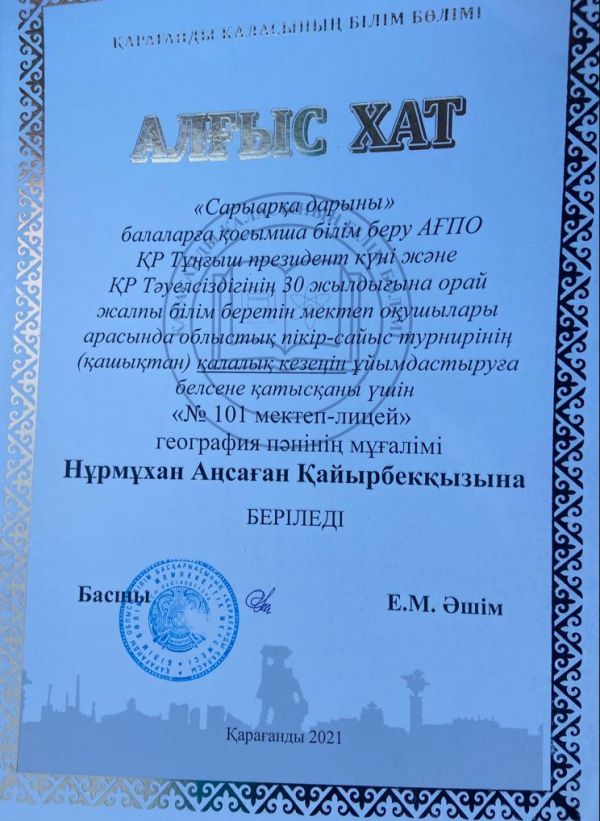 ҚАРАҒАНДЫ ҚАЛАСЫНЫҢ БІЛІМ БӨЛІМІ
АЛҒЫС ХАТ
«Сарыарқа дарыны»
балаларға қосымша білім беру АҒПО
ҚР Тұңғыш президент күні және
ҚР Тәуелсіздігінің 30 жылдығына орай
жалпы білім беретін мектеп оқушылары
арасында облыстық пікір-сайыс турнирінің
(қашықтан) қалалық кезеңін ұйымдастыруға
белсене қатысқаны үшін
«№ 101 мектеп-лицей»
география пәнінің мұғалімі
Нұрмұхан Аңсаған Қайырбекқызына
БЕРІЛЕДІ
Басшы
Е.М. Әшім
Қарағанды 2021